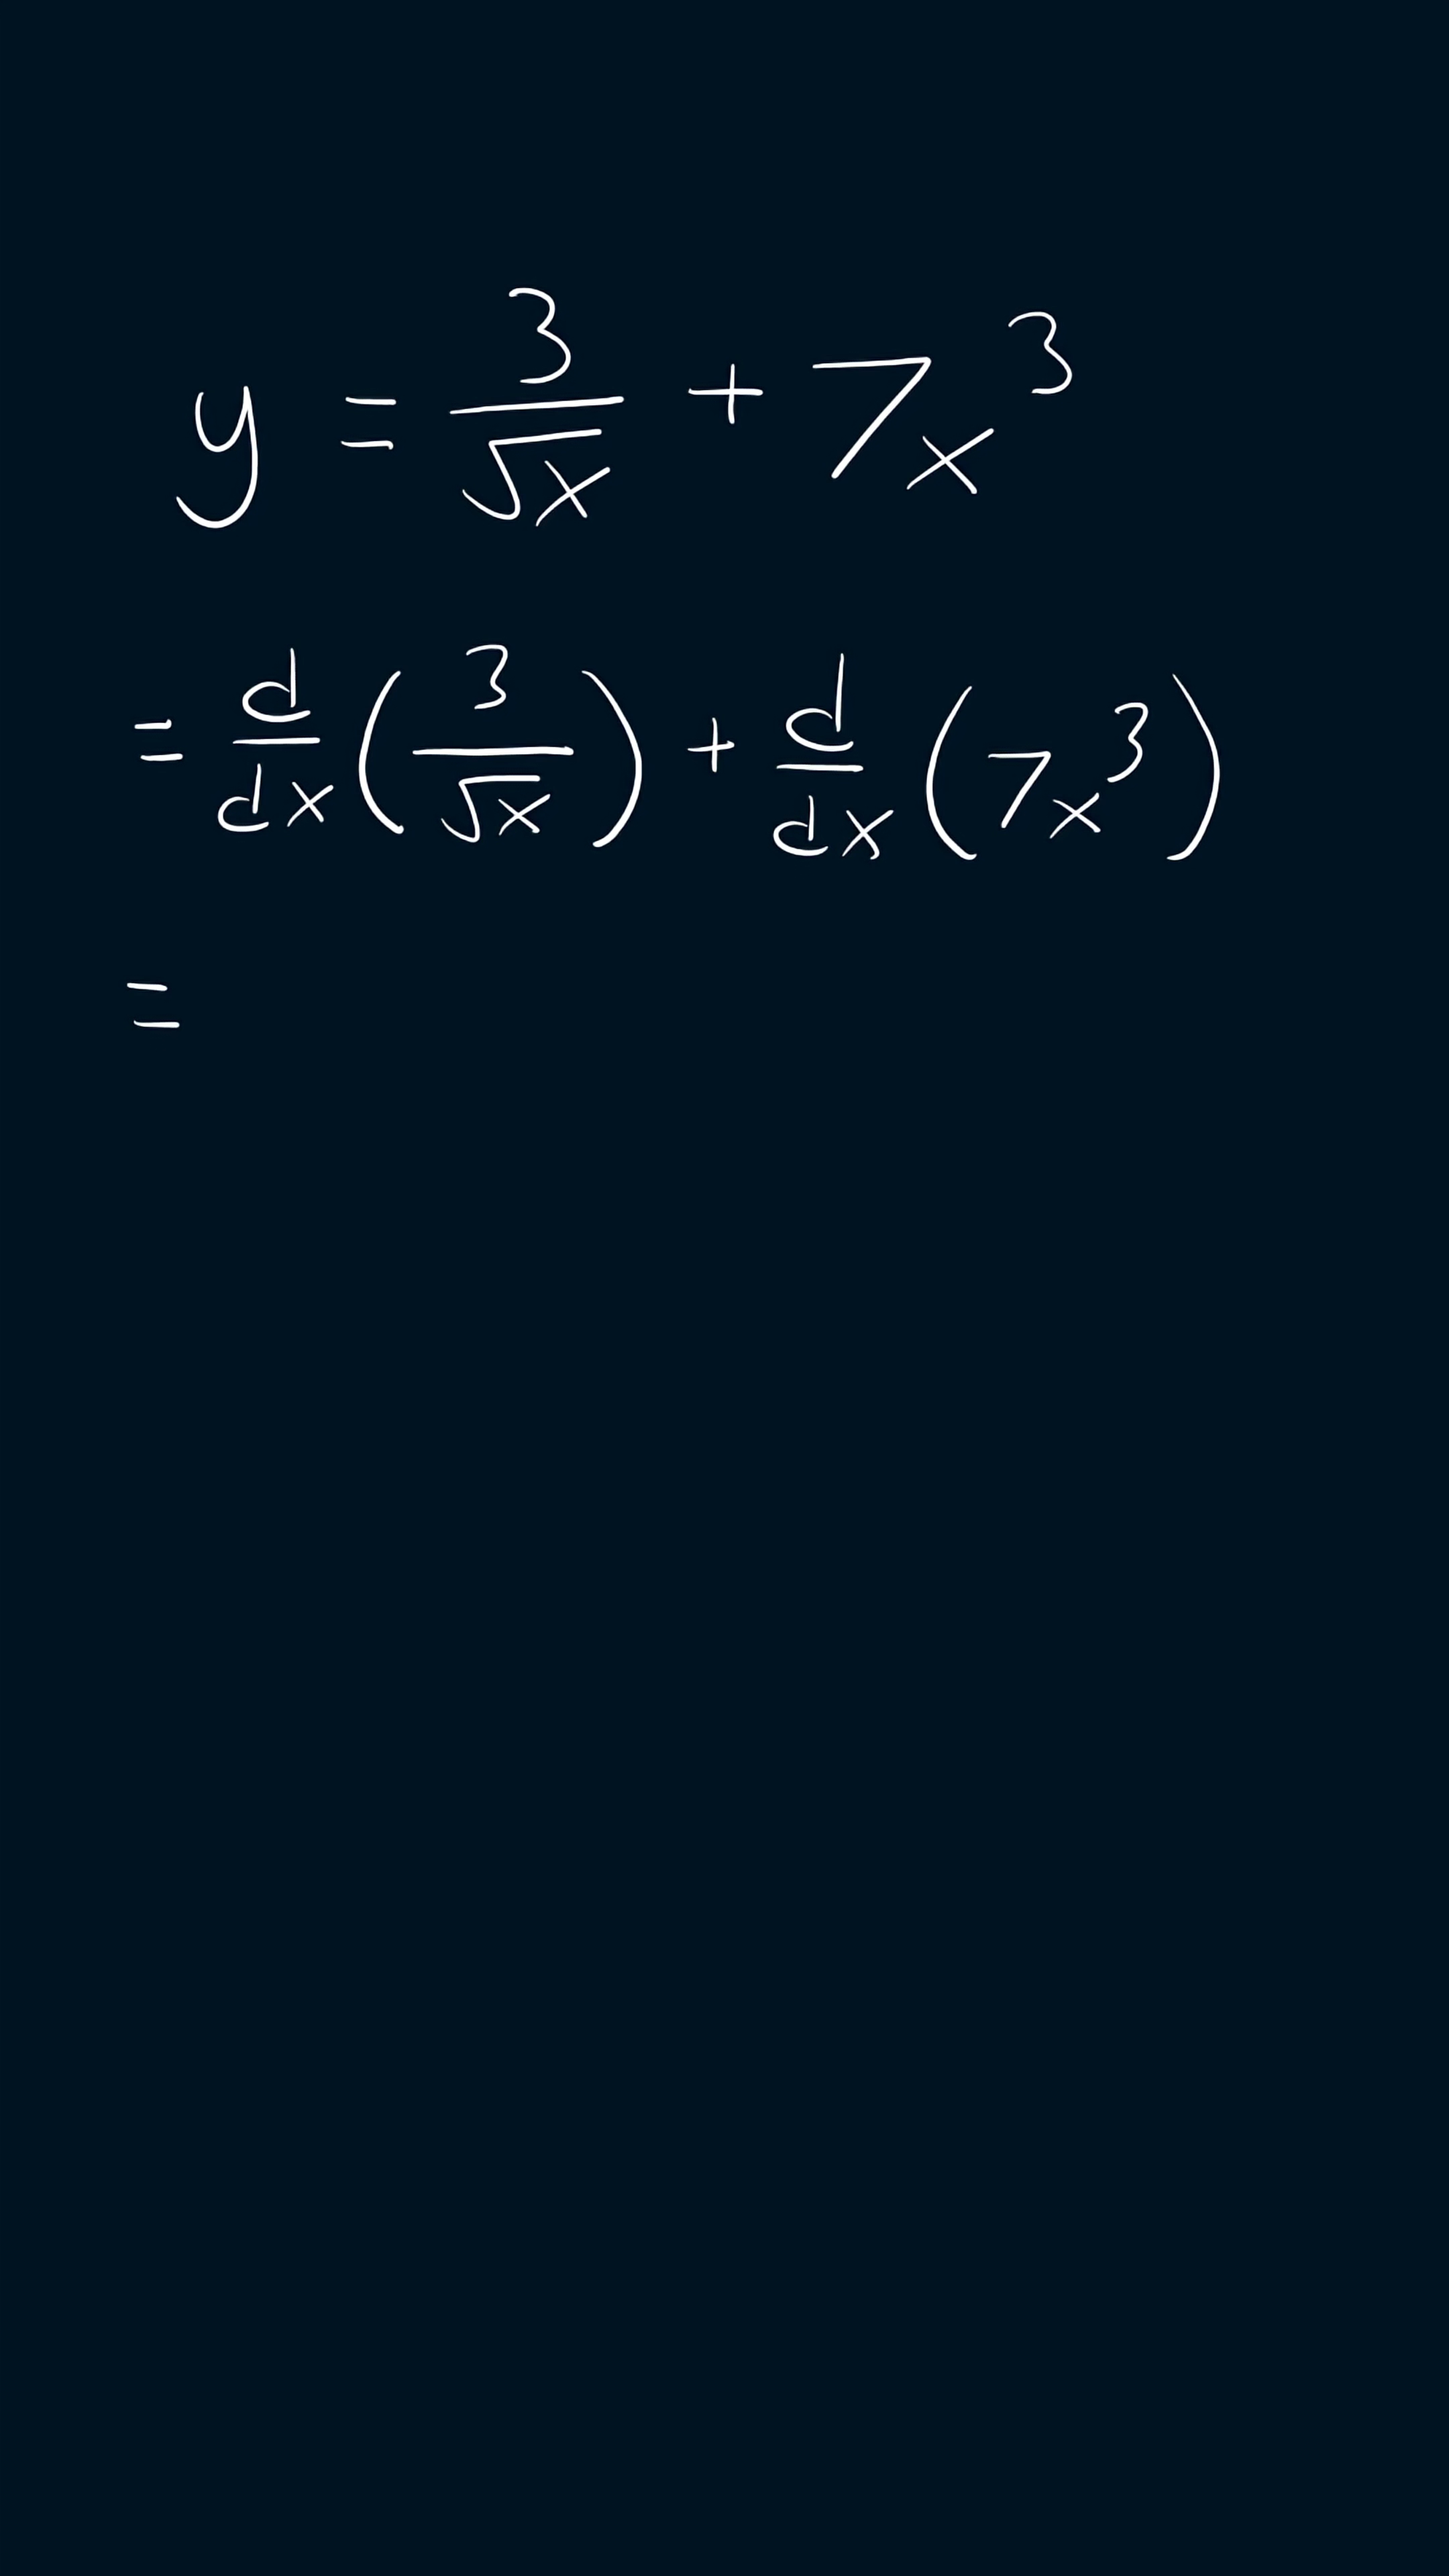 y = 3/√x + 7x³
= d/dx (3/√x) + d/dx (7x³)
=